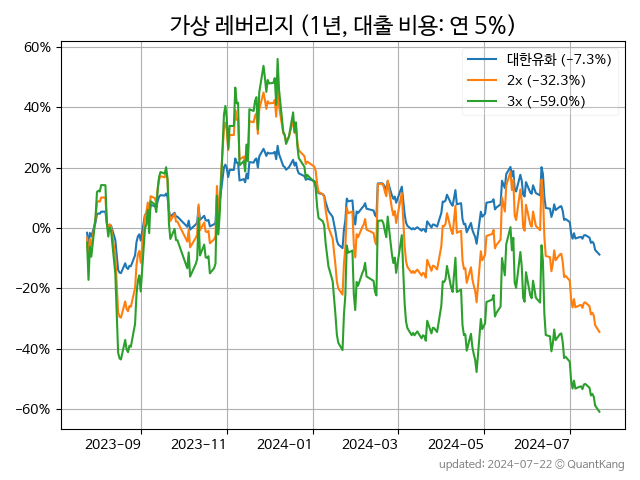 가상 레버리지 (1년, 대출 비용: 연 5%)
60%
40%
20%
0%
−20%
−40%
−60%
대한유화 (−7.3%)
2x (−32.3%)
3x (−59.0%)
2023-09
2023-11
2024-01
2024-03
2024-05
2024-07
updated: 2024-07-22 © QuantKang